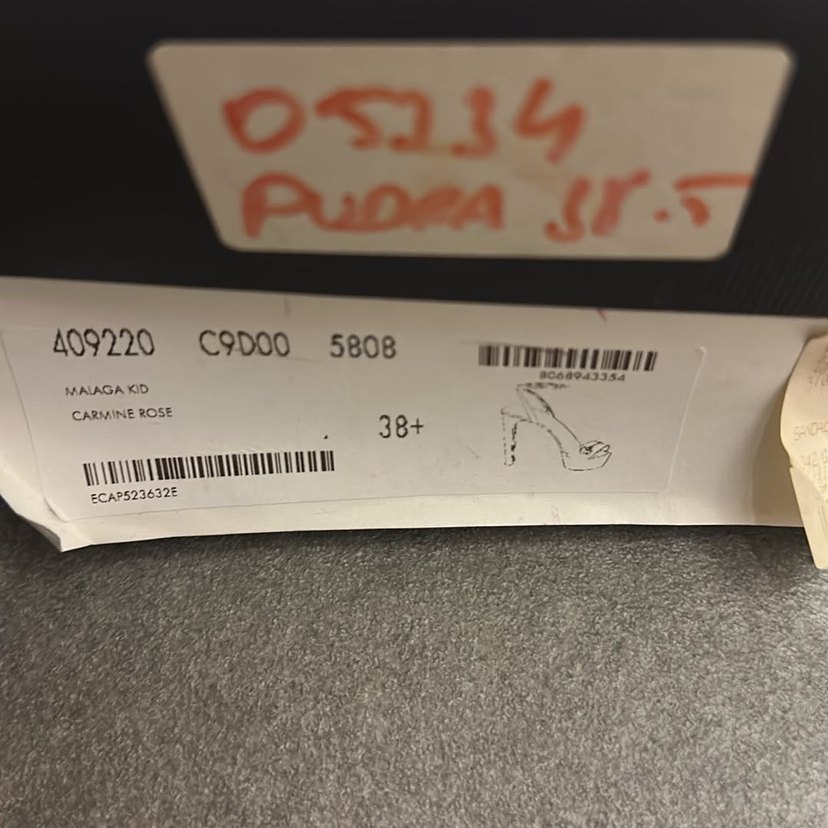 05234
PUDRA 38.5
409220 C9D00 5808
8068943354
MALAGA KID
CARMINE ROSE
38+
ECAP523632E